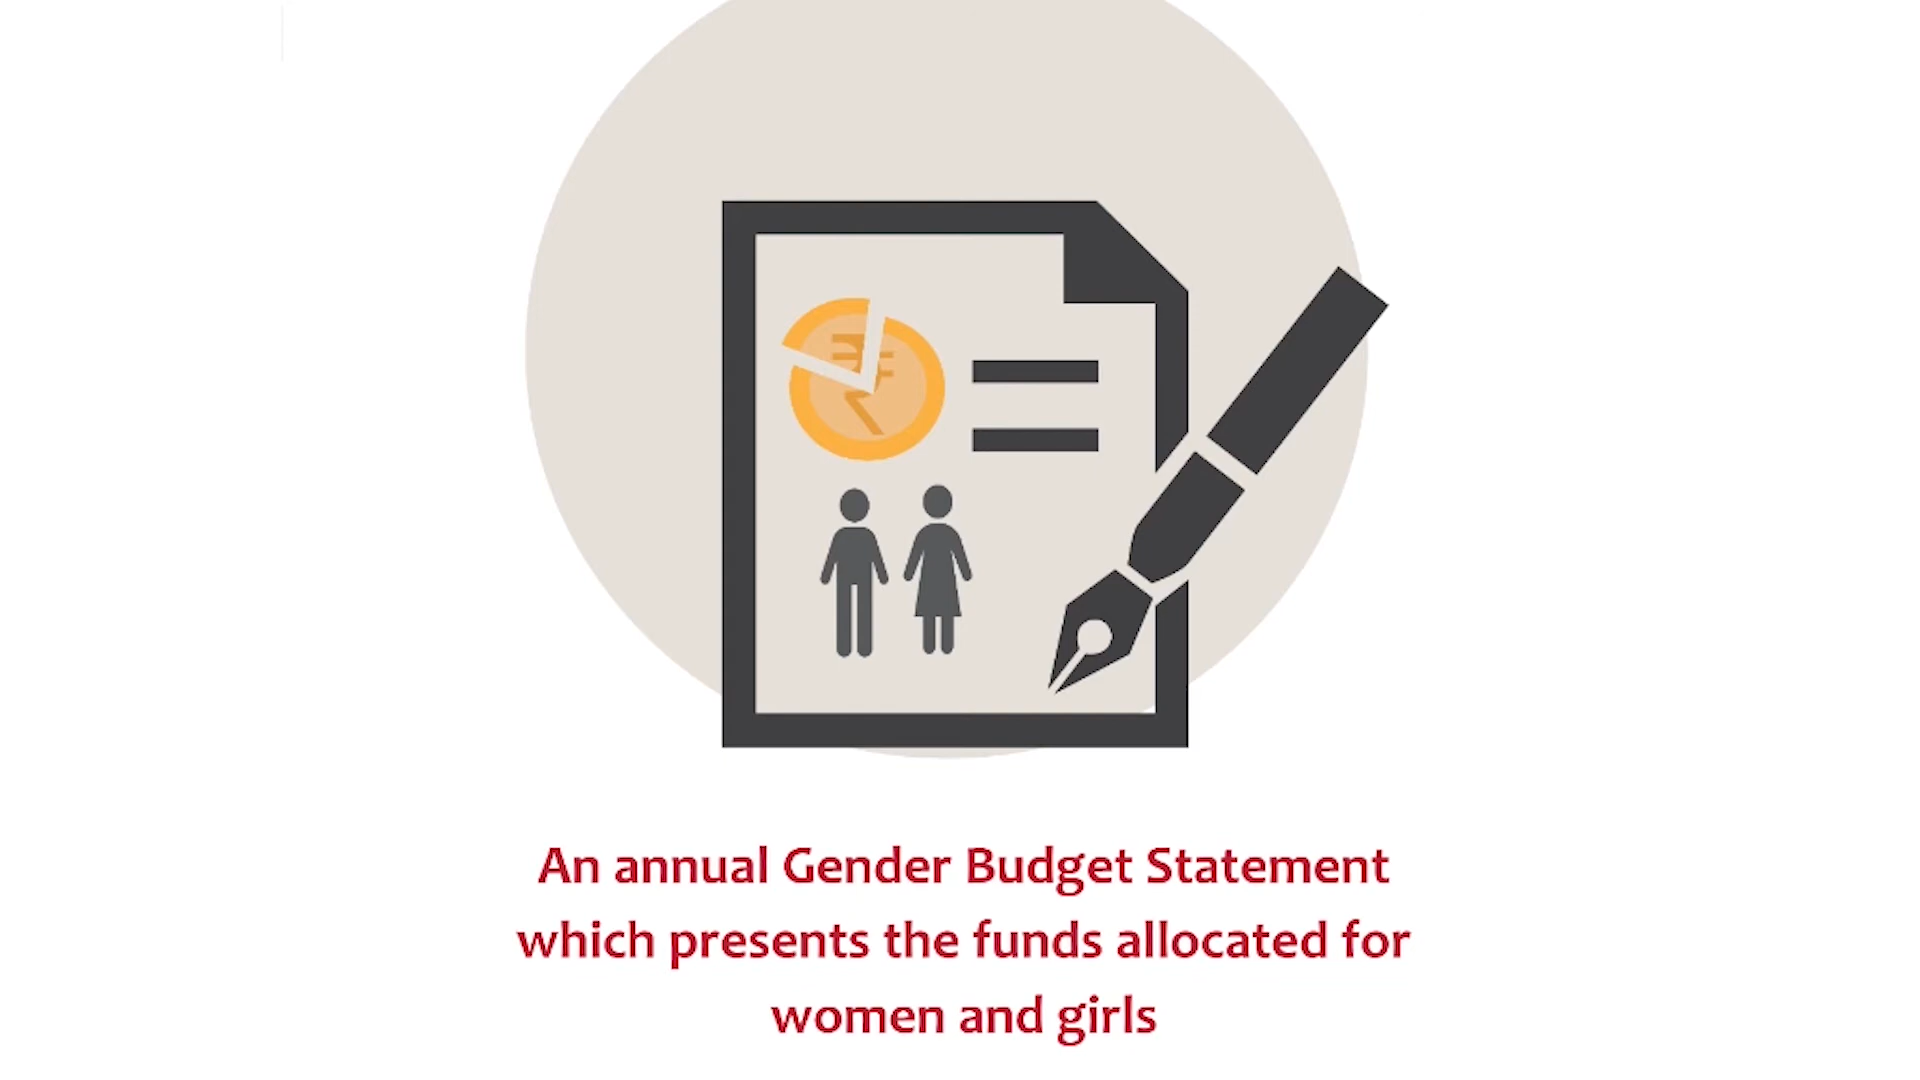 ₹
An annual Gender Budget Statement
which presents the funds allocated for
women and girls